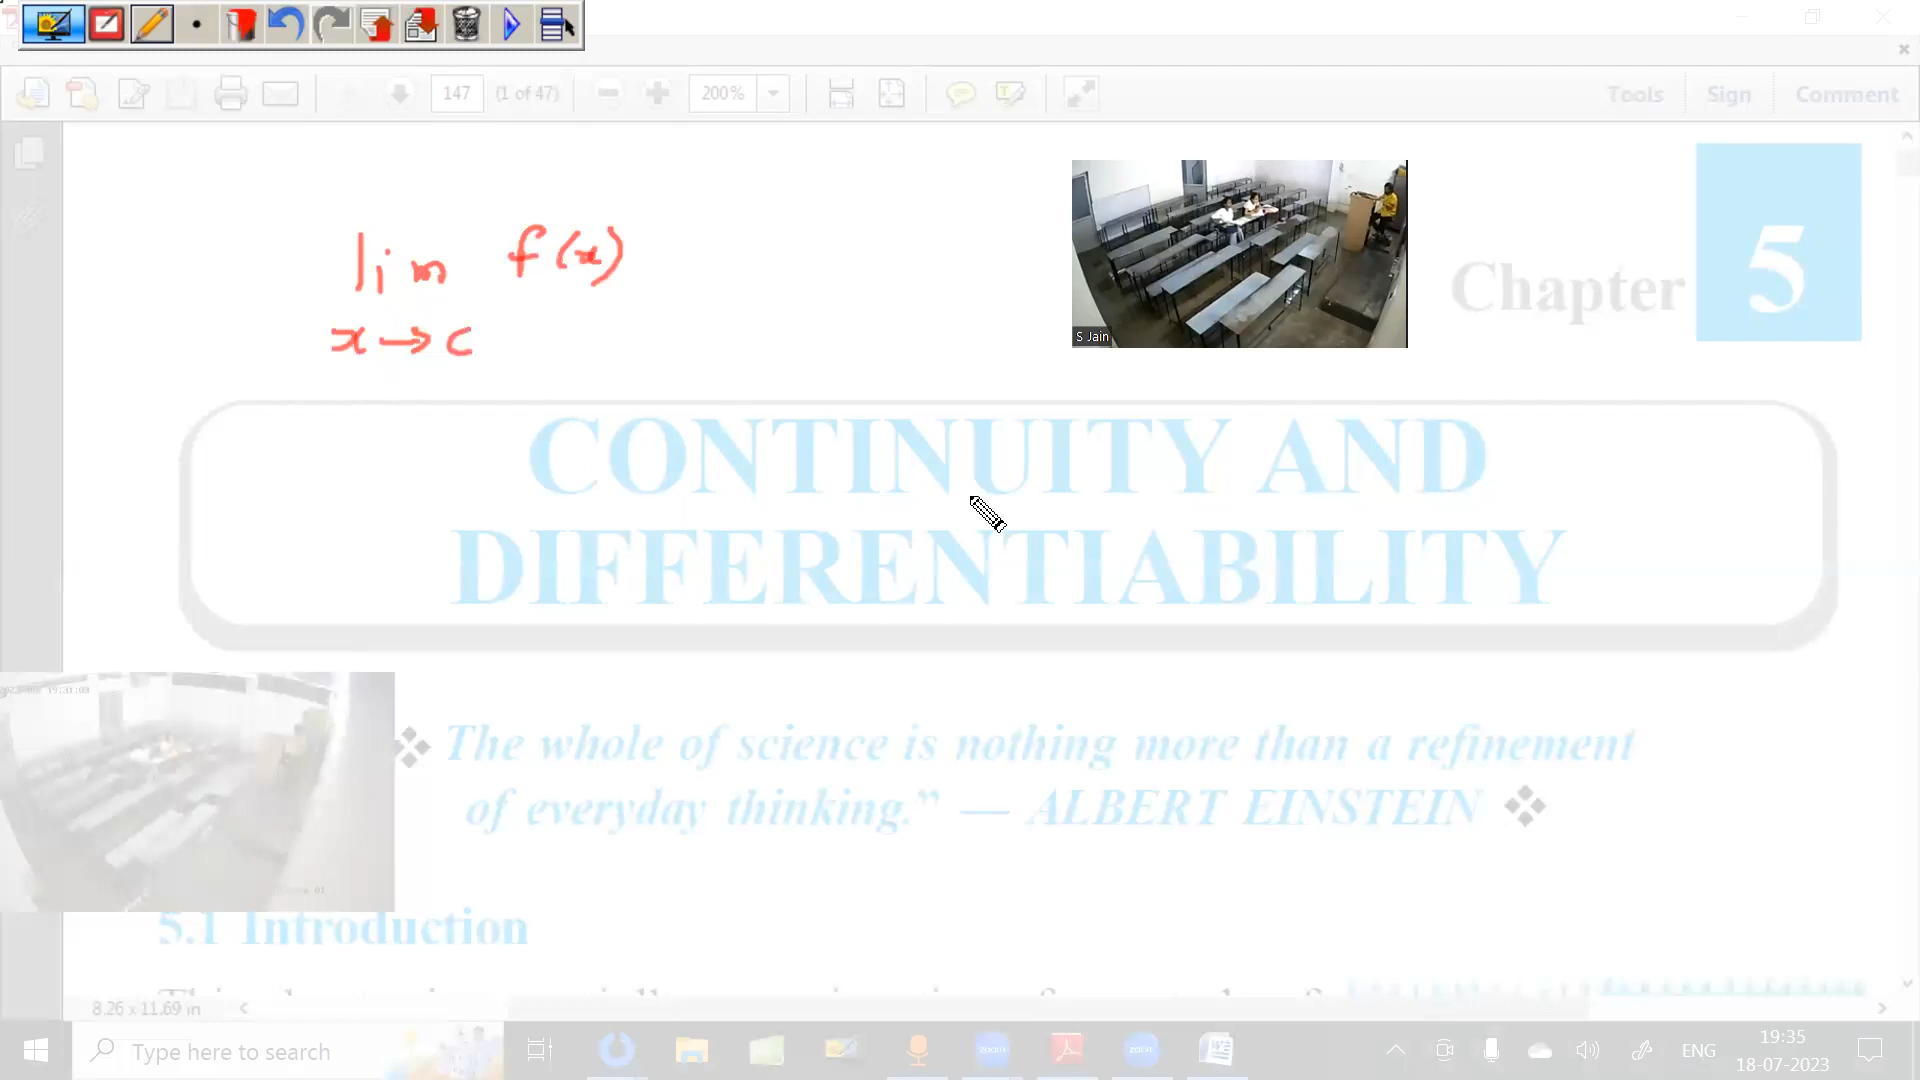 147 (1 of 47) 200% Tools Sign Comment
lim f(x)
x→c
S Jain
Chapter 5
CONTINUITY AND
DIFFERENTIABILITY
❖ The whole of science is nothing more than a refinement
of everyday thinking.” — ALBERT EINSTEIN ❖
5.1 Introduction
8.26 x 11.69 in
Type here to search
zoom
zoom
ENG
19:35
18-07-2023